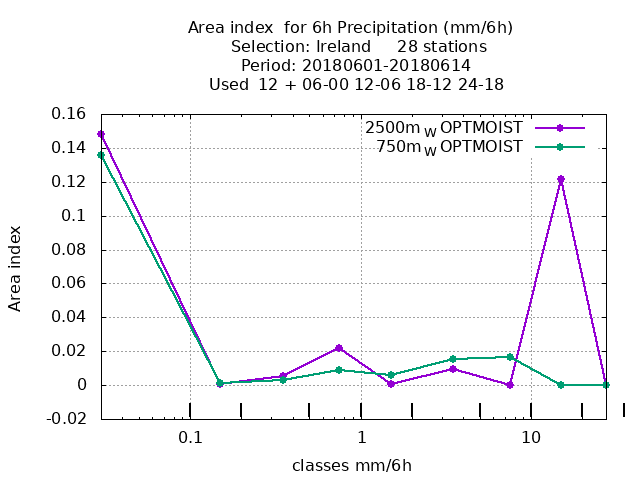 Area index  for 6h Precipitation (mm/6h)
Selection: Ireland     28 stations
Period: 20180601-20180614
Used  12 + 06-00 12-06 18-12 24-18
2500m W OPTMOIST
750m W OPTMOIST
0.16
0.14
0.12
0.1
0.08
0.06
0.04
0.02
0
-0.02
Area index
0.1 1 10
classes mm/6h